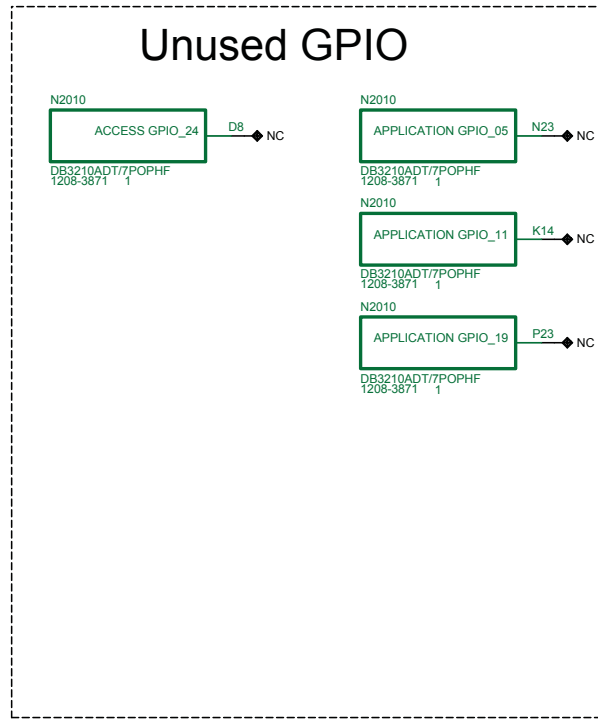 Unused GPIO
N2010
ACCESS GPIO_24 D8 NC
DB3210ADT/7POPHF
1208-3871 1
N2010
APPLICATION GPIO_05 N23 NC
DB3210ADT/7POPHF
1208-3871 1
N2010
APPLICATION GPIO_11 K14 NC
DB3210ADT/7POPHF
1208-3871 1
N2010
APPLICATION GPIO_19 P23 NC
DB3210ADT/7POPHF
1208-3871 1